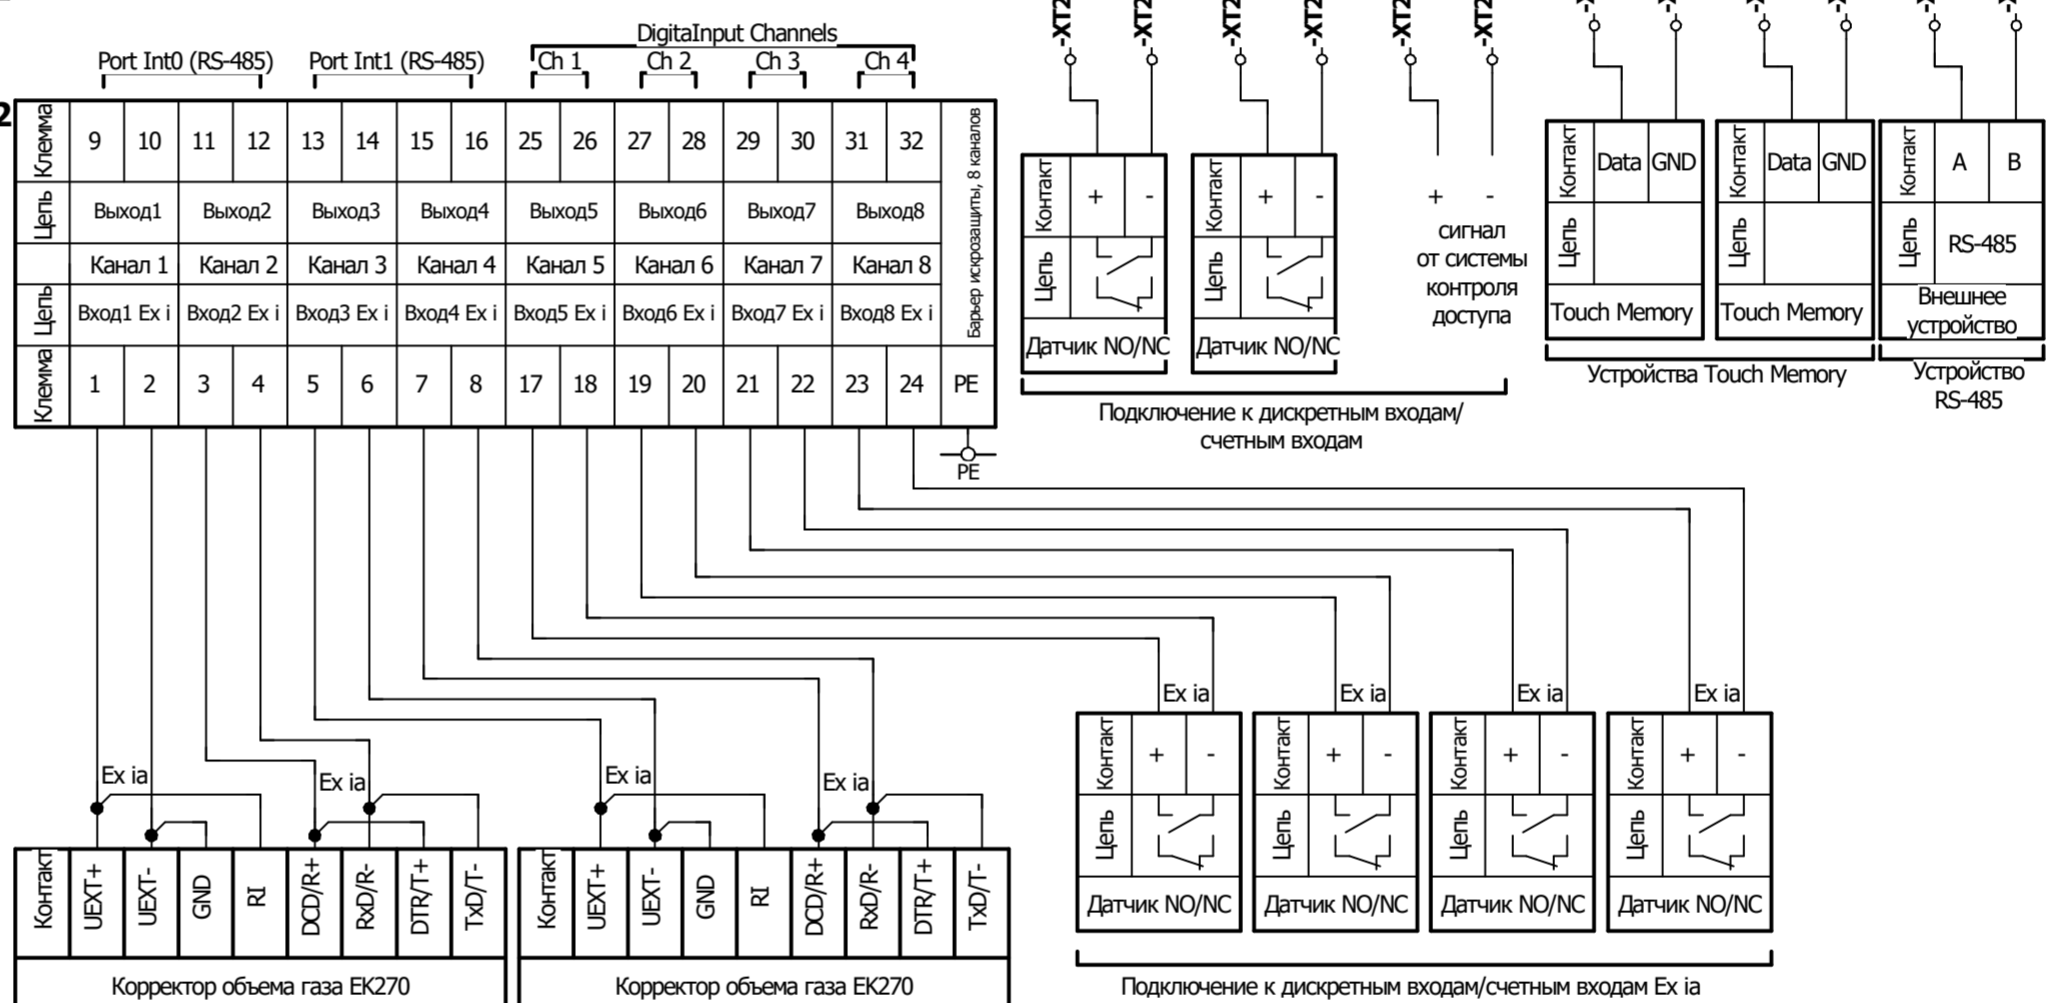 -XT2 -XT2 -XT2 -XT2 -XT2 -XT2
DigitaInput Channels
Port Int0 (RS-485) Port Int1 (RS-485) Ch 1 Ch 2 Ch 3 Ch 4
2
Клемма 9 10 11 12 13 14 15 16 25 26 27 28 29 30 31 32
Цепь Выход1 Выход2 Выход3 Выход4 Выход5 Выход6 Выход7 Выход8
Канал 1 Канал 2 Канал 3 Канал 4 Канал 5 Канал 6 Канал 7 Канал 8
Цепь Вход1 Ex i Вход2 Ex i Вход3 Ex i Вход4 Ex i Вход5 Ex i Вход6 Ex i Вход7 Ex i Вход8 Ex i
Клемма 1 2 3 4 5 6 7 8 17 18 19 20 21 22 23 24 PE
Барьер искрозащиты, 8 каналов
PE
Контакт + -
Цепь
Датчик NO/NC
Контакт + -
Цепь
Датчик NO/NC
+ -
сигнал
от системы
контроля
доступа
Подключение к дискретным входам/
счетным входам
Контакт Data GND
Цепь
Touch Memory
Контакт Data GND
Цепь
Touch Memory
Устройства Touch Memory
Контакт A B
Цепь RS-485
Внешнее
устройство
Устройство
RS-485
Ex ia Ex ia Ex ia Ex ia
Контакт UEXT+ UEXT- GND RI DCD/R+ RxD/R- DTR/T+ TxD/T-
Корректор объема газа EK270
Контакт UEXT+ UEXT- GND RI DCD/R+ RxD/R- DTR/T+ TxD/T-
Корректор объема газа EK270
Ex ia Ex ia Ex ia Ex ia
Контакт + - Контакт + - Контакт + - Контакт + -
Цепь Цепь Цепь Цепь
Датчик NO/NC Датчик NO/NC Датчик NO/NC Датчик NO/NC
Подключение к дискретным входам/счетным входам Ex ia